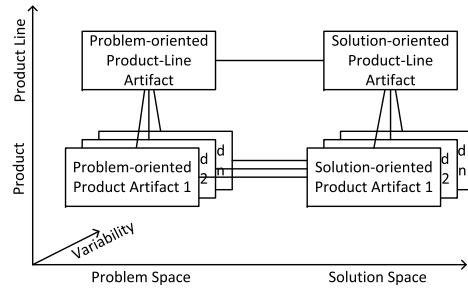 Product Line
Problem-oriented
Product-Line
Artifact
Solution-oriented
Product-Line
Artifact
Product
d
n
d
2
Problem-oriented
Product Artifact 1
d
n
d
2
Solution-oriented
Product Artifact 1
Variability
Problem Space
Solution Space